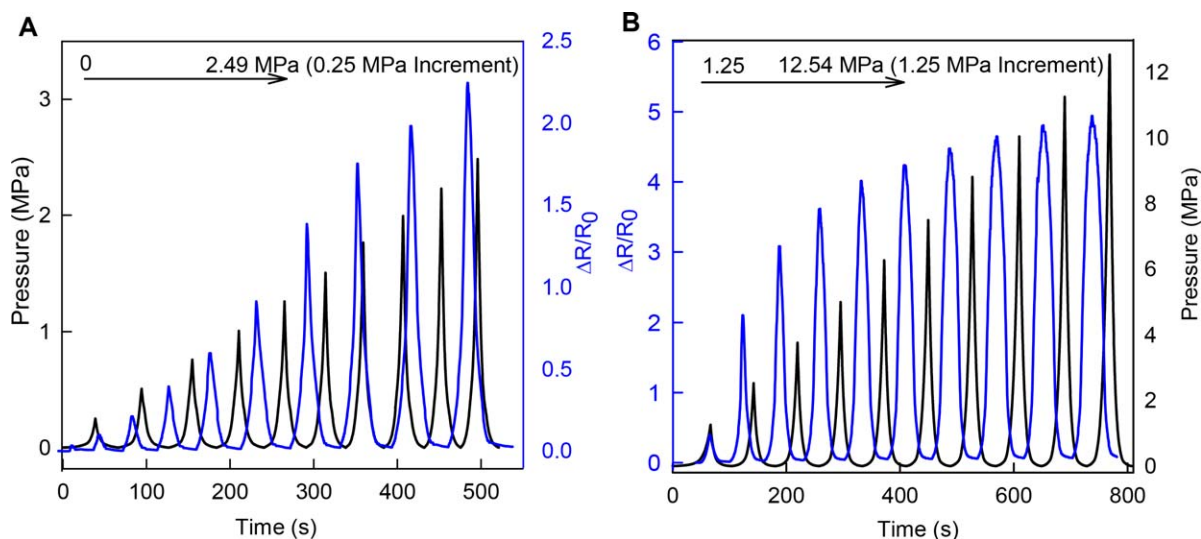 A
0
2.49 MPa (0.25 MPa Increment)
Pressure (MPa)
3
2
1
0
2.5
2.0
1.5
1.0
0.5
0.0
ΔR/R0
0 100 200 300 400 500
Time (s)
B
1.25
12.54 MPa (1.25 MPa Increment)
ΔR/R0
6
5
4
3
2
1
0
12
10
8
6
4
2
0
Pressure (MPa)
0 200 400 600 800
Time (s)